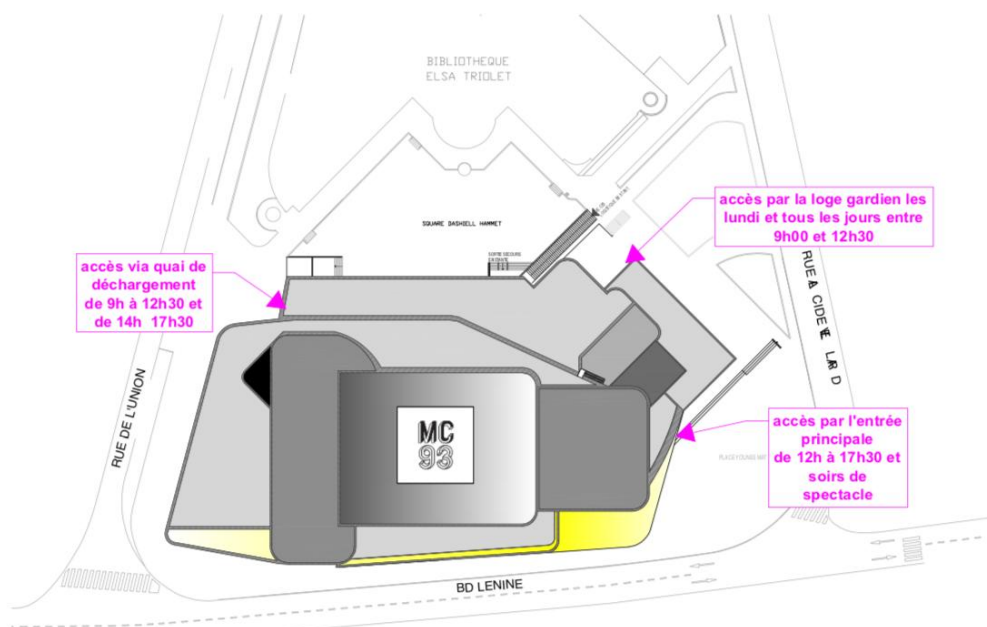 BIBLIOTHEQUE
ELSA TRIOLET
accès par la loge gardien les
lundi et tous les jours entre
9h00 et 12h30
SQUARE DASHIELL HAMMET
accès via quai de
déchargement
de 9h à 12h30 et
de 14h 17h30
RUE DE L'UNION
MC
93
accès par l'entrée
principale
de 12h à 17h30 et
soirs de
spectacle
BD LENINE